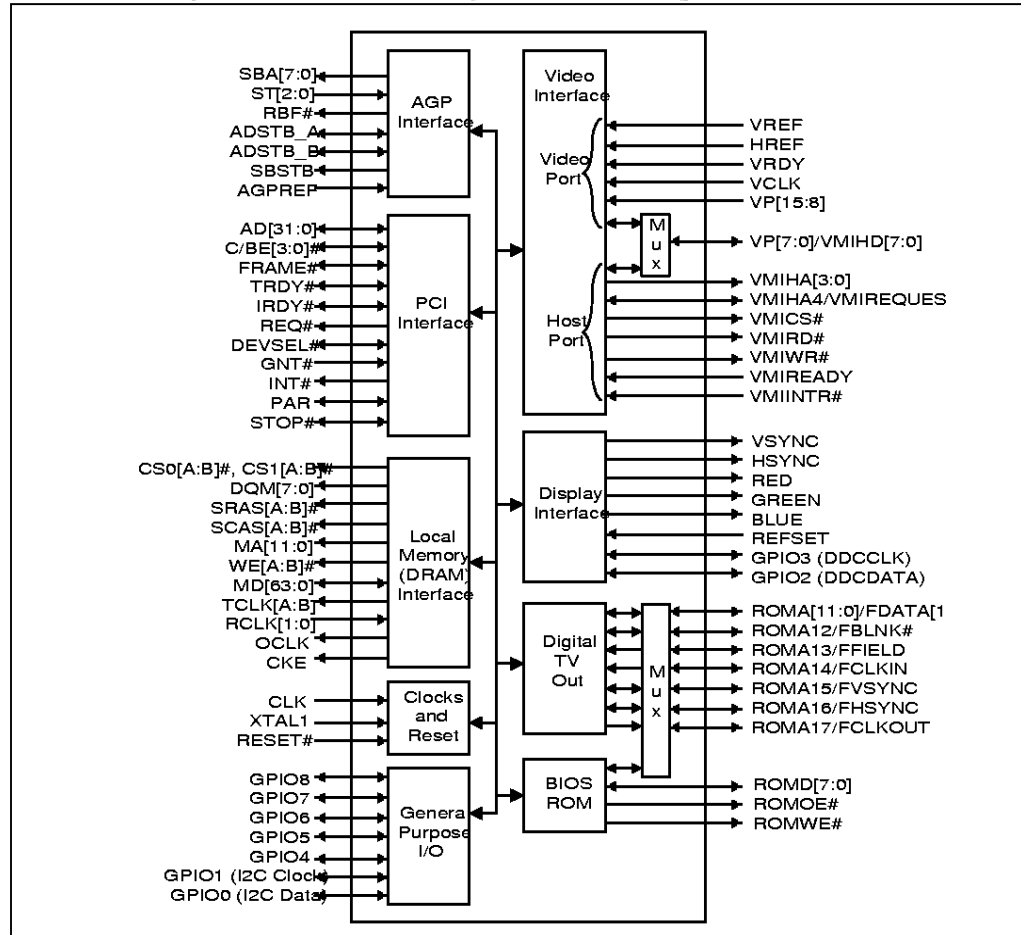 SBA[7:0]
ST[2:0]
RBF#
ADSTB_A
ADSTB_B
SBSTB
AGPREF
AGP
Interface
AD[31:0]
C/BE[3:0]#
FRAME#
TRDY#
IRDY#
REQ#
DEVSEL#
GNT#
INT#
PAR
STOP#
PCI
Interface
CS0[A:B]#, CS1[A:B]#
DQM[7:0]
SRAS[A:B]#
SCAS[A:B]#
MA[11:0]
WE[A:B]#
MD[63:0]
TCLK[A:B]
RCLK[1:0]
OCLK
CKE
Local
Memory
(DRAM)
Interface
CLK
XTAL1
RESET#
Clocks
and
Reset
GPIO8
GPIO7
GPIO6
GPIO5
GPIO4
GPIO1 (I2C Clock)
GPIO0 (I2C Data)
General
Purpose
I/O
Video
Interface
Video
Port
Host
Port
Mux
VREF
HREF
VRDY
VCLK
VP[15:8]
VP[7:0]/VMIHD[7:0]
VMIHA[3:0]
VMIHA4/VMIREQUES
VMICS#
VMIRD#
VMIWR#
VMIREADY
VMIINTR#
Display
Interface
VSYNC
HSYNC
RED
GREEN
BLUE
REFSET
GPIO3 (DDCCLK)
GPIO2 (DDCDATA)
Digital
TV
Out
Mux
ROMA[11:0]/FDATA[1
ROMA12/FBLNK#
ROMA13/FFIELD
ROMA14/FCLKIN
ROMA15/FVSYNC
ROMA16/FHSYNC
ROMA17/FCLKOUT
BIOS
ROM
ROMD[7:0]
ROMOE#
ROMWE#